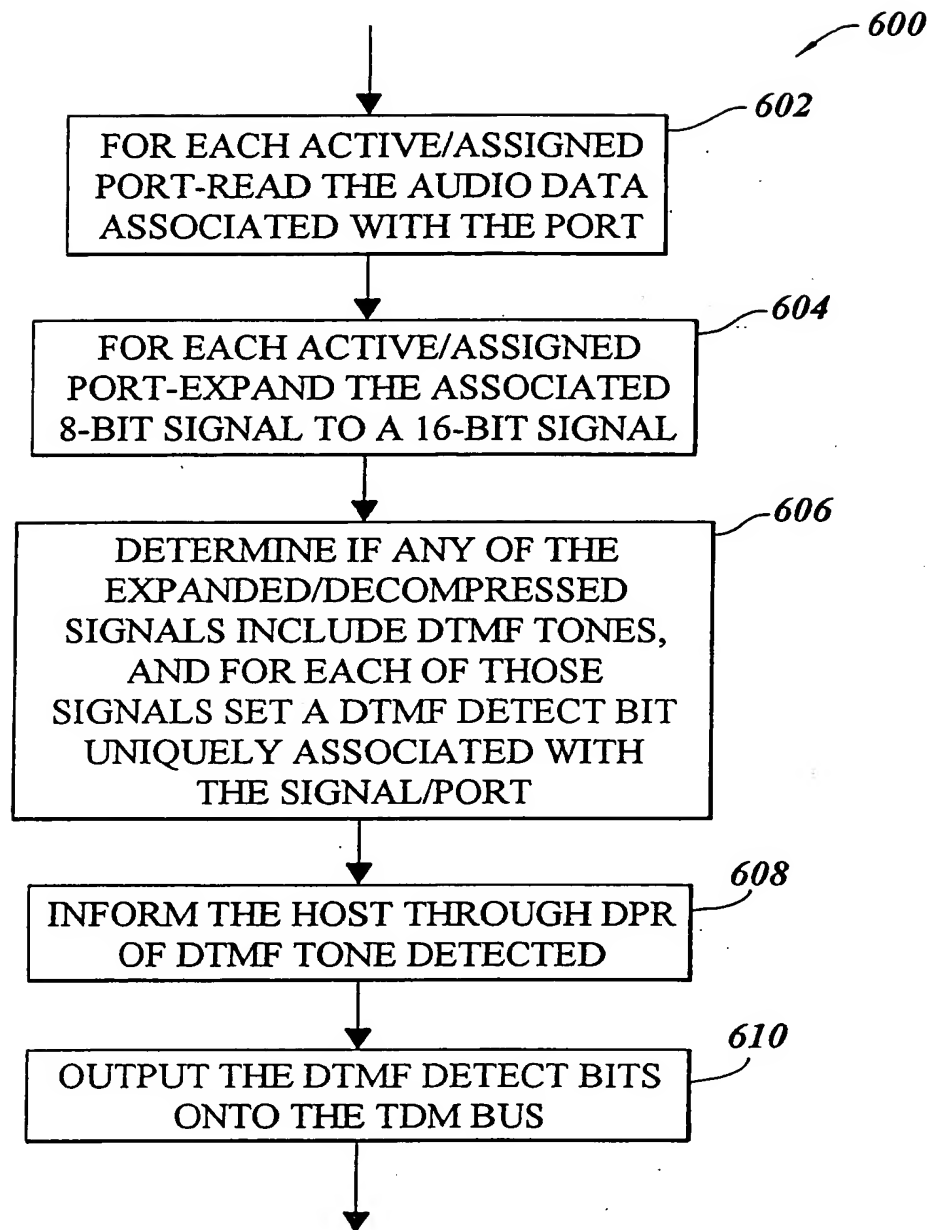 600
602
FOR EACH ACTIVE/ASSIGNED
PORT-READ THE AUDIO DATA
ASSOCIATED WITH THE PORT
604
FOR EACH ACTIVE/ASSIGNED
PORT-EXPAND THE ASSOCIATED
8-BIT SIGNAL TO A 16-BIT SIGNAL
606
DETERMINE IF ANY OF THE
EXPANDED/DECOMPRESSED
SIGNALS INCLUDE DTMF TONES,
AND FOR EACH OF THOSE
SIGNALS SET A DTMF DETECT BIT
UNIQUELY ASSOCIATED WITH
THE SIGNAL/PORT
608
INFORM THE HOST THROUGH DPR
OF DTMF TONE DETECTED
610
OUTPUT THE DTMF DETECT BITS
ONTO THE TDM BUS